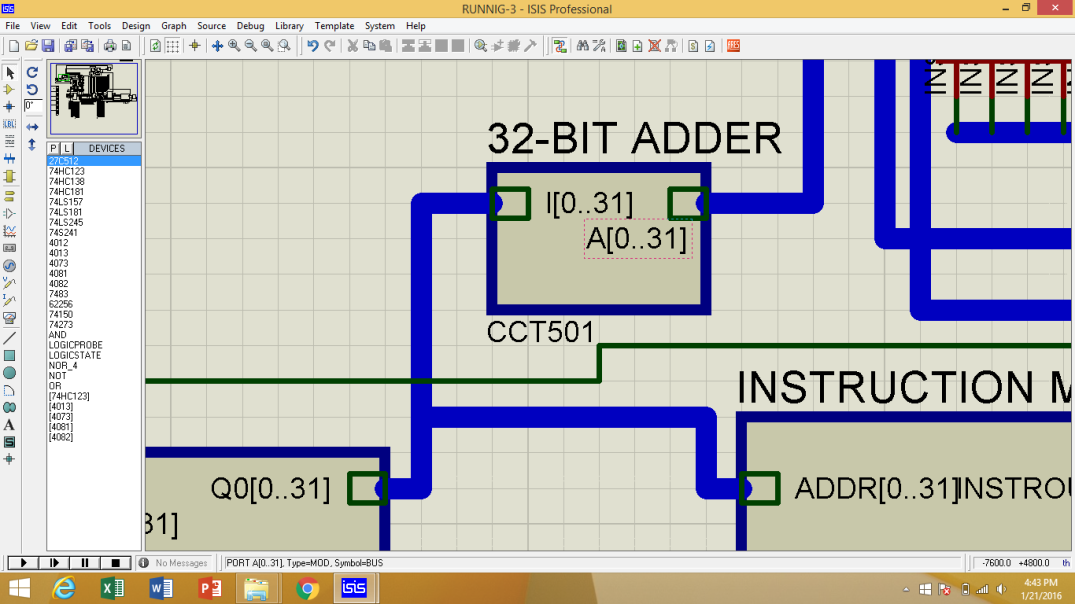 RUNNIG-3 - ISIS Professional
File View Edit Tools Design Graph Source Debug Library Template System Help
LBL
0°
P L DEVICES
27C512
74HC123
74HC138
74HC181
74LS157
74LS181
74LS245
74S241
4012
4013
4073
4081
4082
7483
62256
74150
74273
AND
LOGICPROBE
LOGICSTATE
NOR_4
NOT
OR
[74HC123]
[4013]
[4073]
[4081]
[4082]
A
S
32-BIT ADDER
I[0..31]
A[0..31]
CCT501
INSTRUCTION M
Q0[0..31]
31]
ADDR[0..31]
INSTROU
No Messages
PORT A[0..31], Type=MOD, Symbol=BUS
-7600.0 +4800.0 th
isis
4:43 PM
1/21/2016